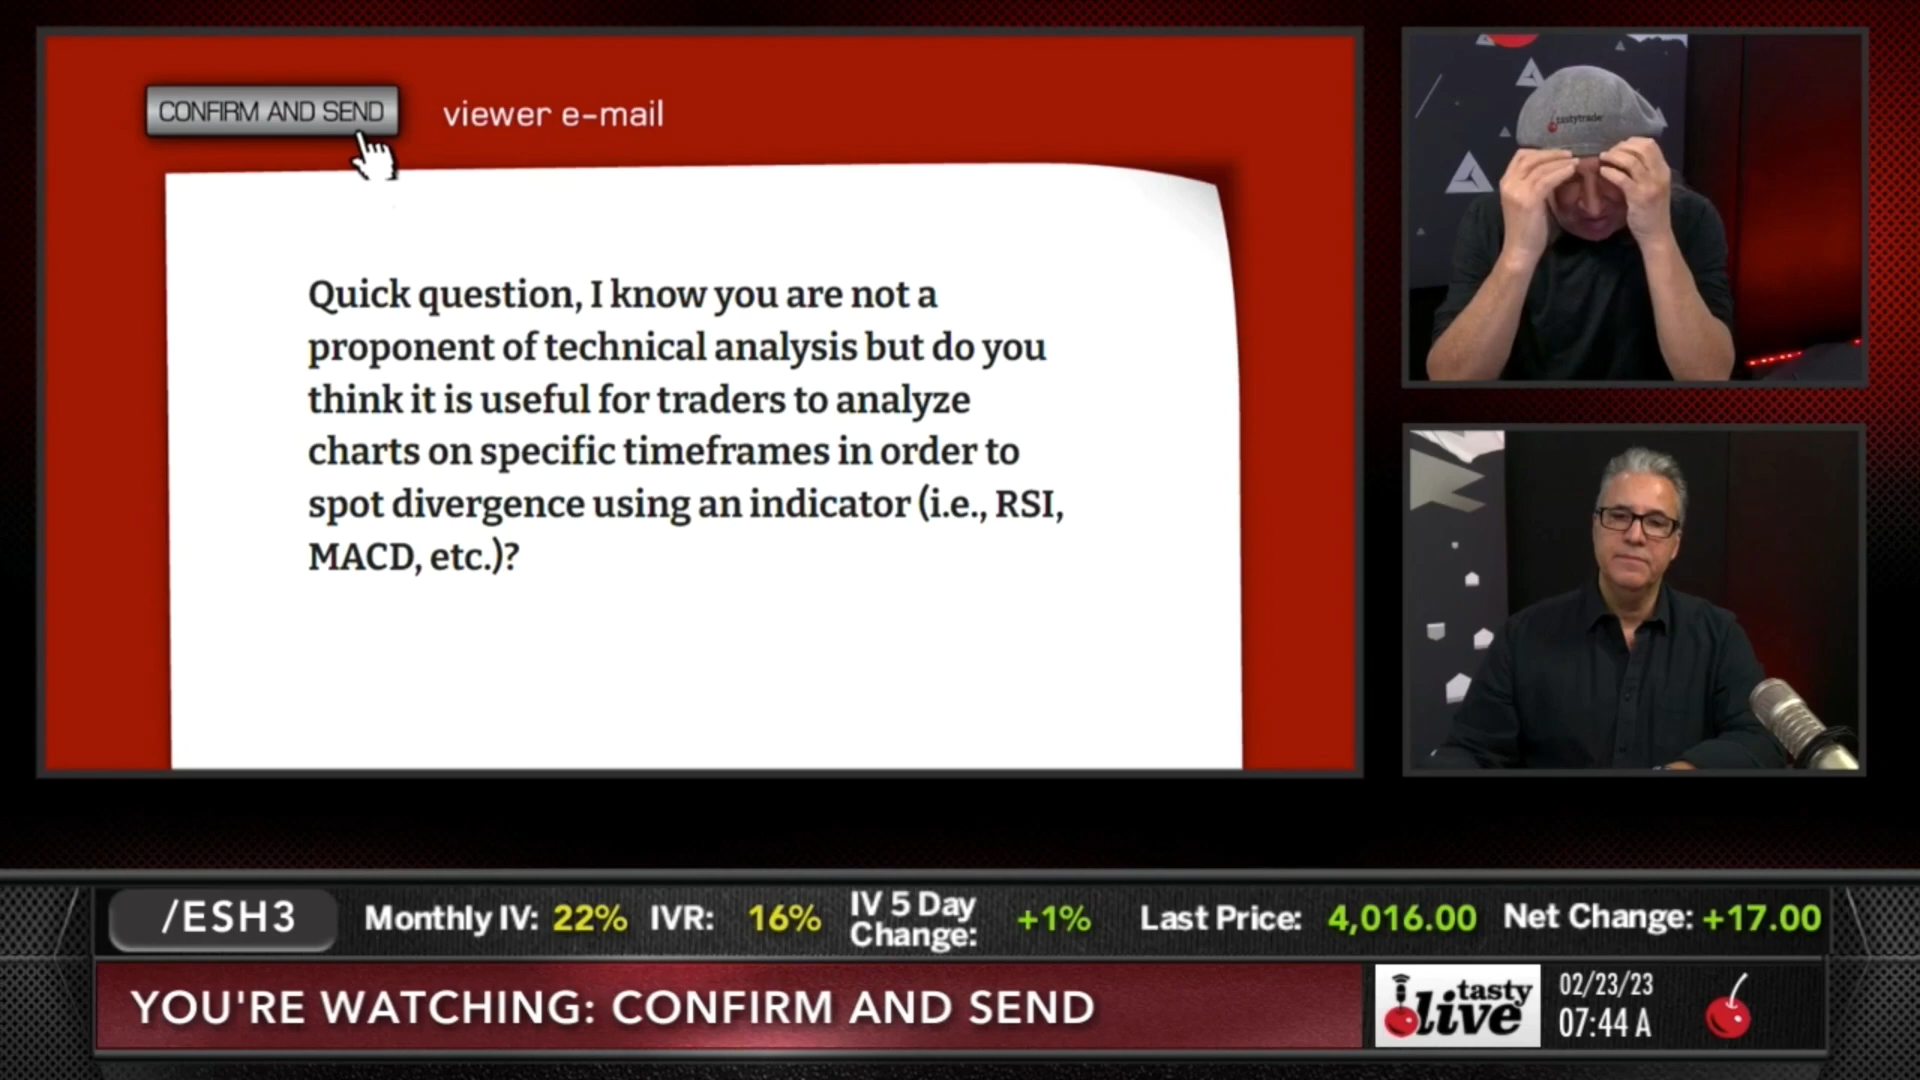 CONFIRM AND SEND
viewer e-mail
Quick question, I know you are not a
proponent of technical analysis but do you
think it is useful for traders to analyze
charts on specific timeframes in order to
spot divergence using an indicator (i.e., RSI,
MACD, etc.)?
tastytrade
/ESH3 Monthly IV: 22% IVR: 16% IV 5 Day Change: +1% Last Price: 4,016.00 Net Change: +17.00
YOU'RE WATCHING: CONFIRM AND SEND
tasty
live
02/23/23
07:44 A